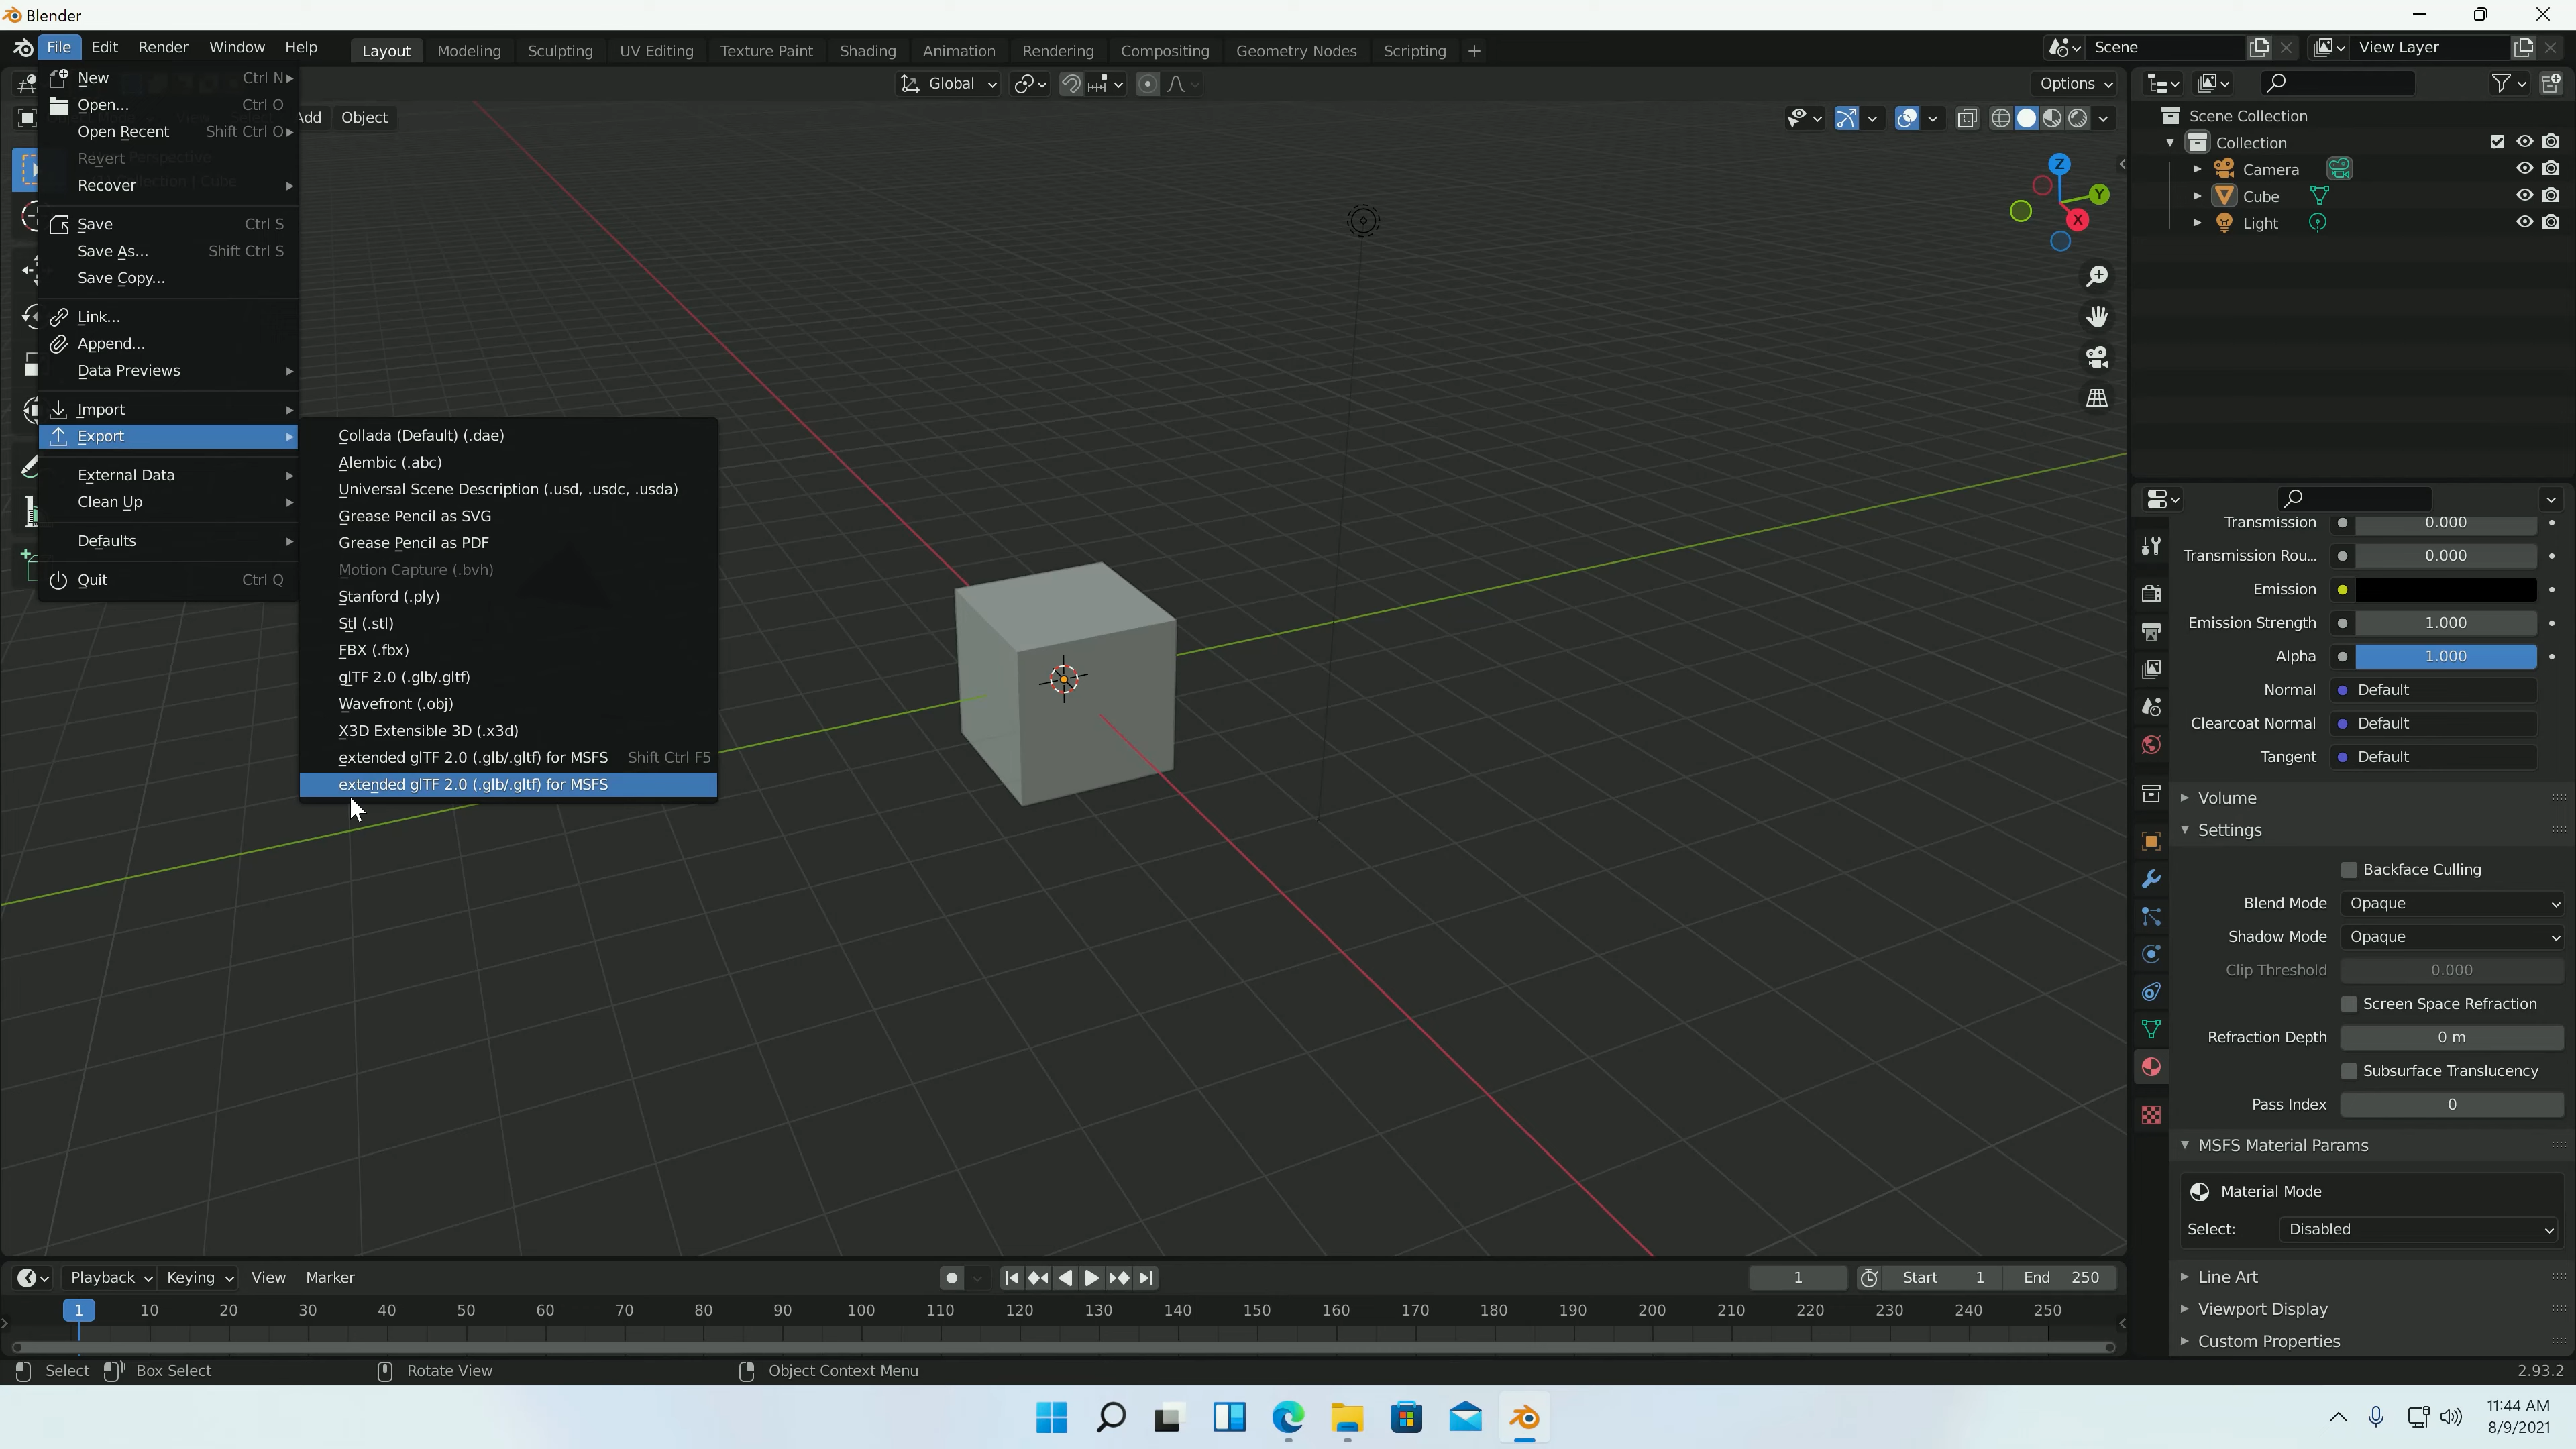 Blender
File Edit Render Window Help
Layout Modeling Sculpting UV Editing Texture Paint Shading Animation Rendering Compositing Geometry Nodes Scripting +
Scene
View Layer
New Ctrl N
Open... Ctrl O
Open Recent Shift Ctrl O
Revert
Recover
Save Ctrl S
Save As... Shift Ctrl S
Save Copy...
Link...
Append...
Data Previews
Import
Export
External Data
Clean Up
Defaults
Quit Ctrl Q
Collada (Default) (.dae)
Alembic (.abc)
Universal Scene Description (.usd, .usdc, .usda)
Grease Pencil as SVG
Grease Pencil as PDF
Motion Capture (.bvh)
Stanford (.ply)
Stl (.stl)
FBX (.fbx)
glTF 2.0 (.glb/.gltf)
Wavefront (.obj)
X3D Extensible 3D (.x3d)
extended glTF 2.0 (.glb/.gltf) for MSFS Shift Ctrl F5
extended glTF 2.0 (.glb/.gltf) for MSFS
Global
Options
Object
Z
Y
X
Scene Collection
Collection
Camera
Cube
Light
Transmission 0.000
Transmission Rou... 0.000
Emission
Emission Strength 1.000
Alpha 1.000
Normal Default
Clearcoat Normal Default
Tangent Default
Volume
Settings
Backface Culling
Blend Mode Opaque
Shadow Mode Opaque
Clip Threshold 0.000
Screen Space Refraction
Refraction Depth 0 m
Subsurface Translucency
Pass Index 0
MSFS Material Params
Material Mode
Select: Disabled
Line Art
Viewport Display
Custom Properties
Playback Keying View Marker
1 Start 1 End 250
1 10 20 30 40 50 60 70 80 90 100 110 120 130 140 150 160 170 180 190 200 210 220 230 240 250
Select Box Select Rotate View Object Context Menu 2.93.2
11:44 AM
8/9/2021